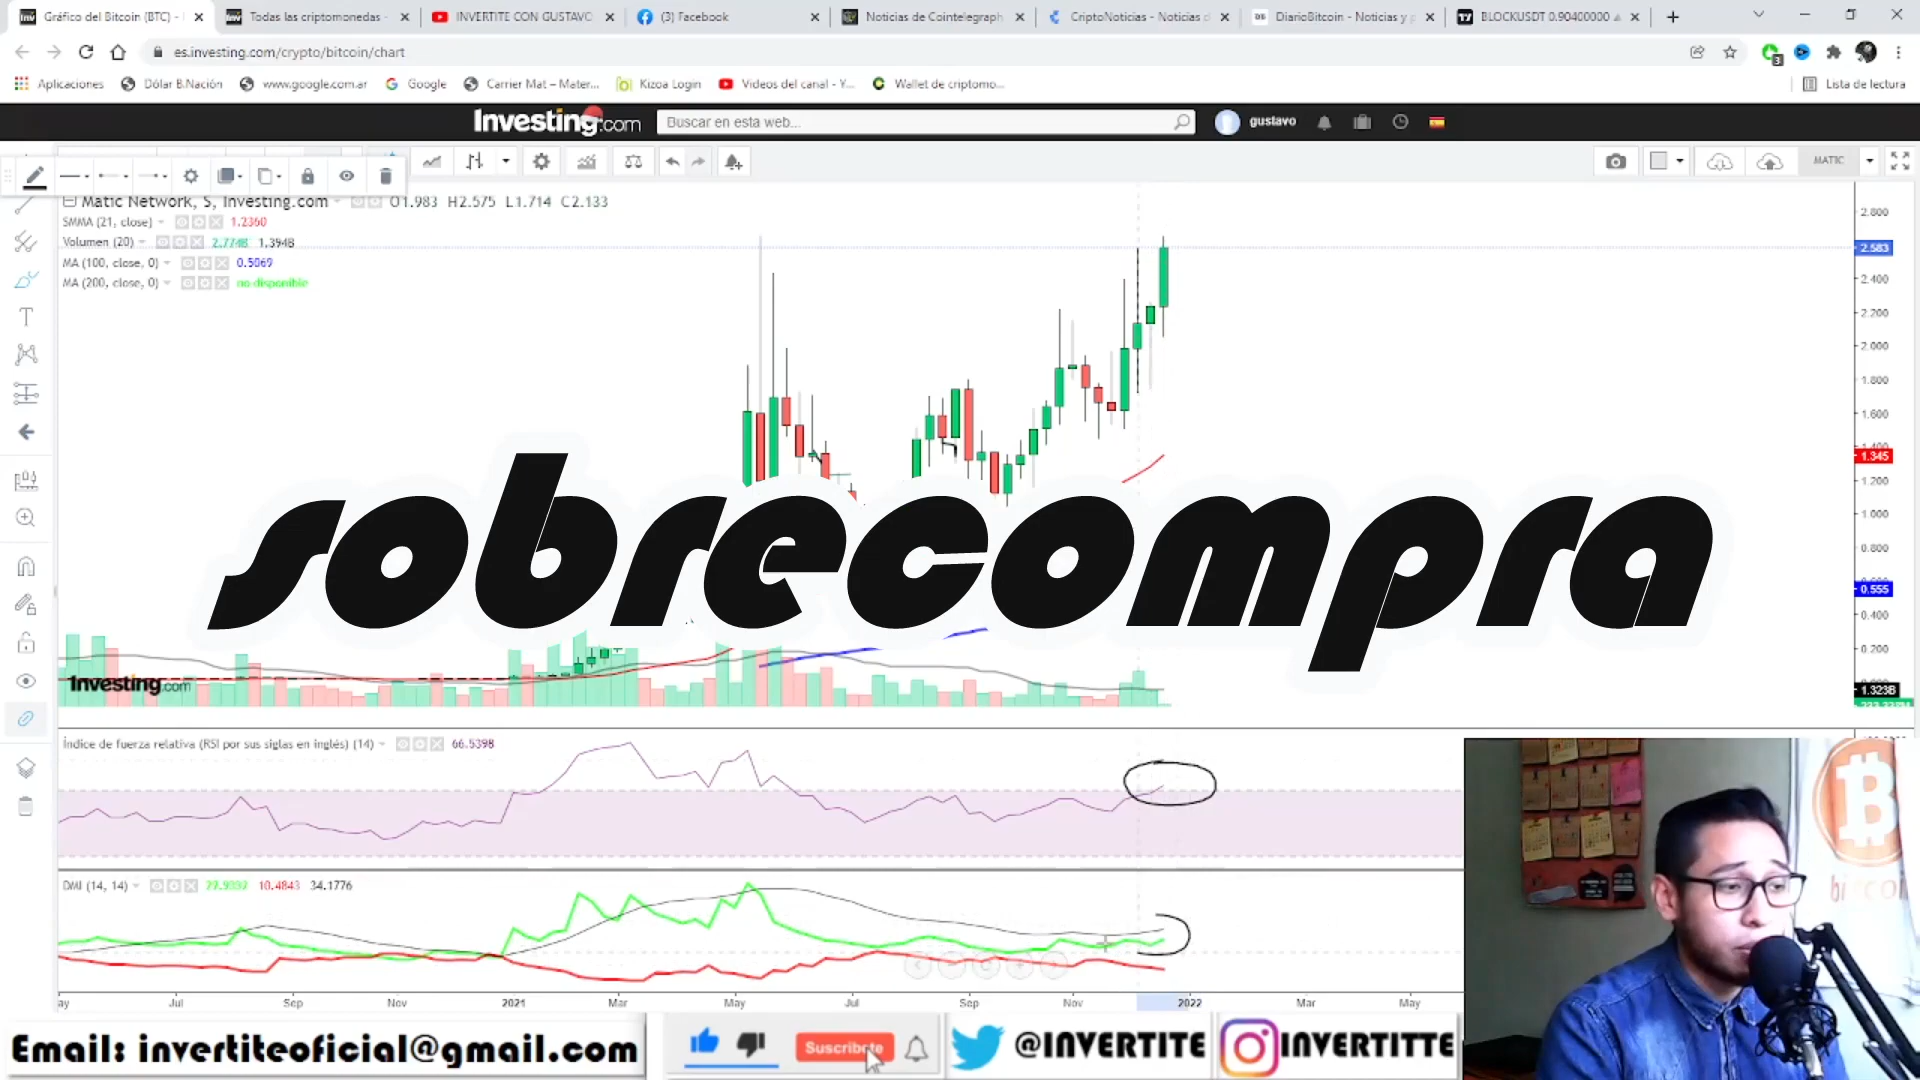 Gráfico del Bitcoin (BTC) -
Todas las criptomonedas -
INVERTITE CON GUSTAVO
(3) Facebook
Noticias de Cointelegraph
CriptoNoticias - Noticias d
DiarioBitcoin - Noticias y p
BLOCKUSDT 0.90400000
es.investing.com/crypto/bitcoin/chart
Aplicaciones
Dólar B.Nación
www.google.com.ar
Google
Carrier Mat – Mater...
Kizoa Login
Videos del canal - Y...
Wallet de criptomo...
Lista de lectura
Investing.com
Buscar en esta web...
gustavo
MATIC
Matic Network, S, Investing.com
O1.983 H2.575 L1.714 C2.133
SMMA (21, close) 1.2360
Volumen (20) 2.774B 1.394B
MA (100, close, 0) 0.5069
MA (200, close, 0) no disponible
2.800
2.583
2.400
2.200
2.000
1.800
1.600
1.345
1.200
1.000
0.800
0.555
0.400
0.200
1.323B
sobrecompra
Investing.com
Índice de fuerza relativa (RSI por sus siglas en inglés) (14) 66.5398
DMI (14, 14) 10.4843 34.1776
Jul Sep Nov 2021 Mar May Jul Sep Nov 2022 Mar May
bitcoi
Emails: invertiteoficial@gmail.com
Suscribete
@INVERTITE
INVERTITTE